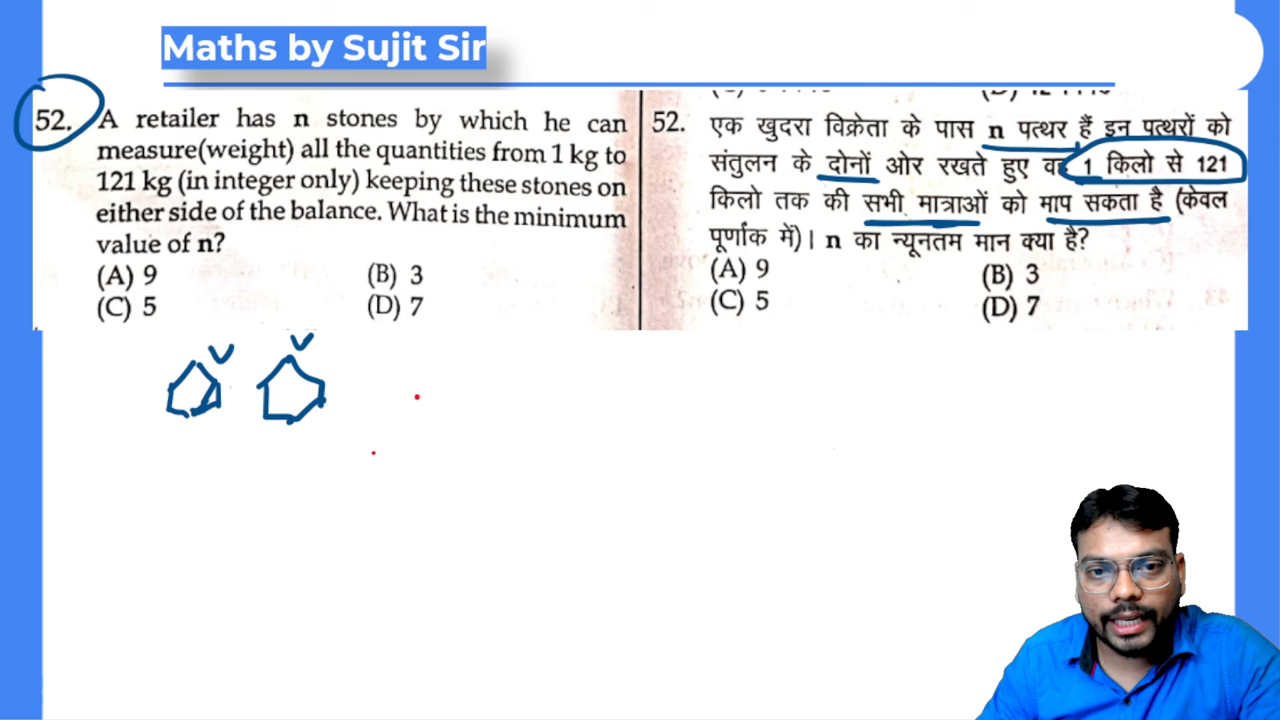 Maths by Sujit Sir
52. A retailer has n stones by which he can
measure(weight) all the quantities from 1 kg to
121 kg (in integer only) keeping these stones on
either side of the balance. What is the minimum
value of n?
(A) 9 (B) 3
(C) 5 (D) 7
52. एक खुदरा विक्रेता के पास n पत्थर हैं इन पत्थरों को
संतुलन के दोनों ओर रखते हुए वह 1 किलो से 121
किलो तक की सभी मात्राओं को माप सकता है (केवल
पूर्णांक में)। n का न्यूनतम मान क्या है?
(A) 9 (B) 3
(C) 5 (D) 7